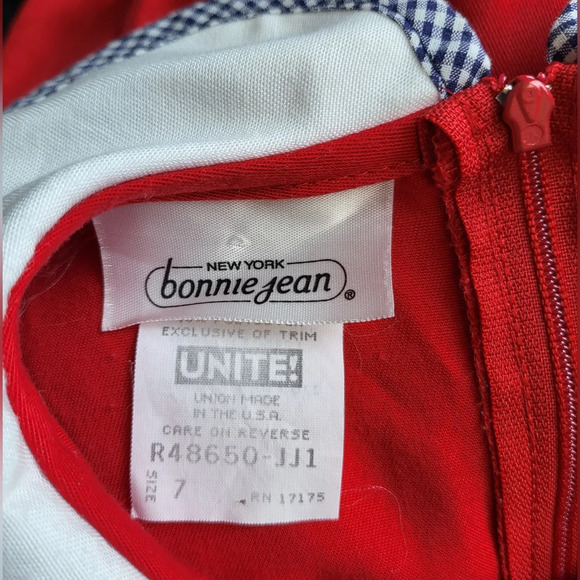 NEW YORK
bonnie jean ®
EXCLUSIVE OF TRIM
UNITE!
UNION MADE
IN THE U.S.A.
CARE ON REVERSE
R48650-JJ1
SIZE 7 RN 17175